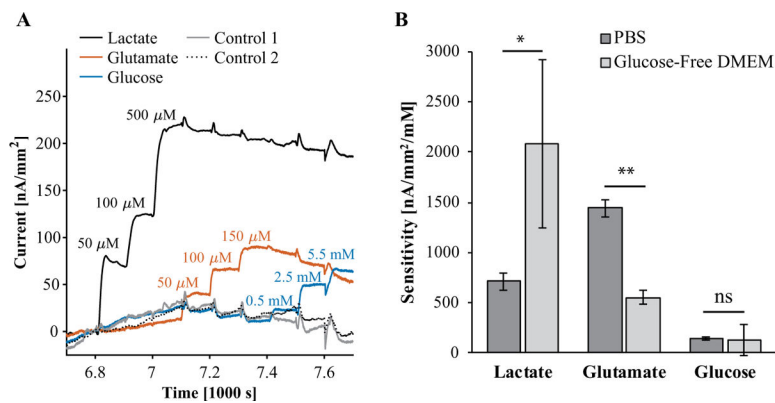 A
Lactate
Glutamate
Glucose
Control 1
Control 2
Current [nA/mm²]
250
200
150
100
50
0
500 μM
100 μM
50 μM
150 μM
100 μM
50 μM
5.5 mM
2.5 mM
0.5 mM
6.8
7
7.2
7.4
7.6
Time [1000 s]
B
PBS
Glucose-Free DMEM
Sensitivity [nA/mm²/mM]
3000
2500
2000
1500
1000
500
0
*
**
ns
Lactate
Glutamate
Glucose